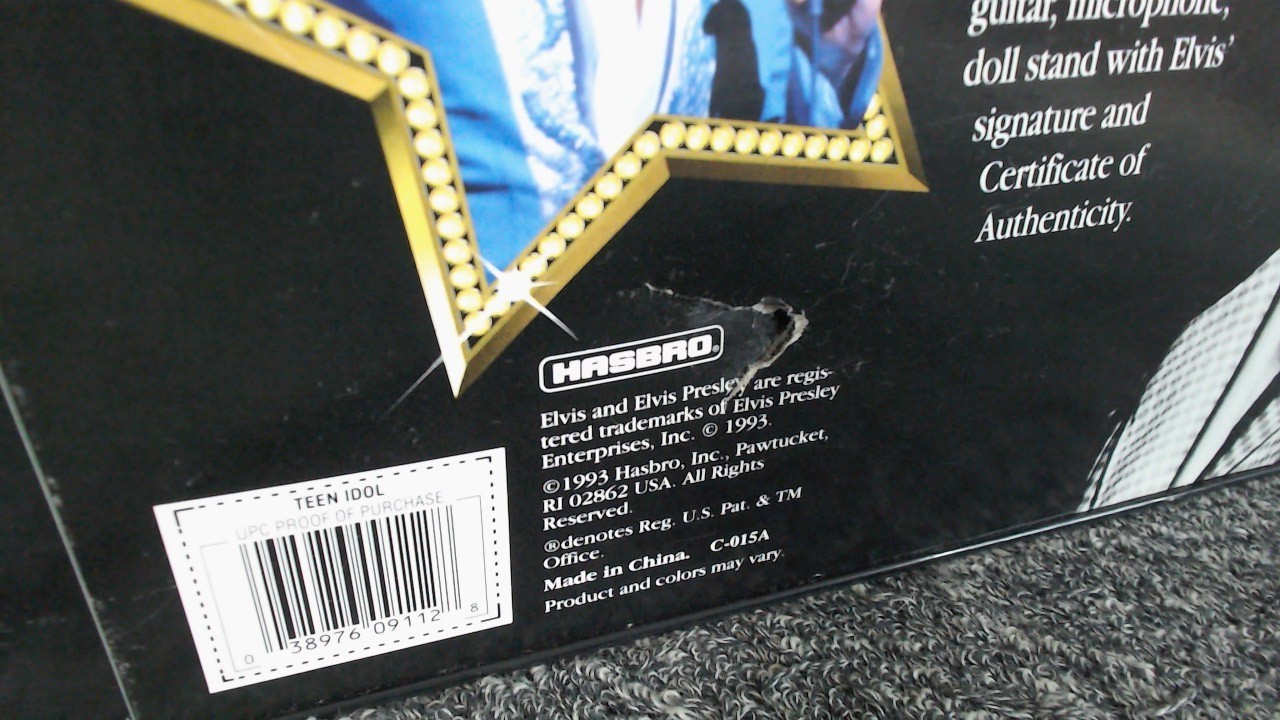 guitar, microphone,
doll stand with Elvis'
signature and
Certificate of
Authenticity.
HASBRO®
Elvis and Elvis Presley are regis-
tered trademarks of Elvis Presley
Enterprises, Inc. © 1993.
©1993 Hasbro, Inc., Pawtucket,
RI 02862 USA. All Rights
Reserved.
®denotes Reg. U.S. Pat. & TM
Office.
Made in China. C-015A
Product and colors may vary.
TEEN IDOL
UPC PROOF OF PURCHASE
0 38976 09112 8